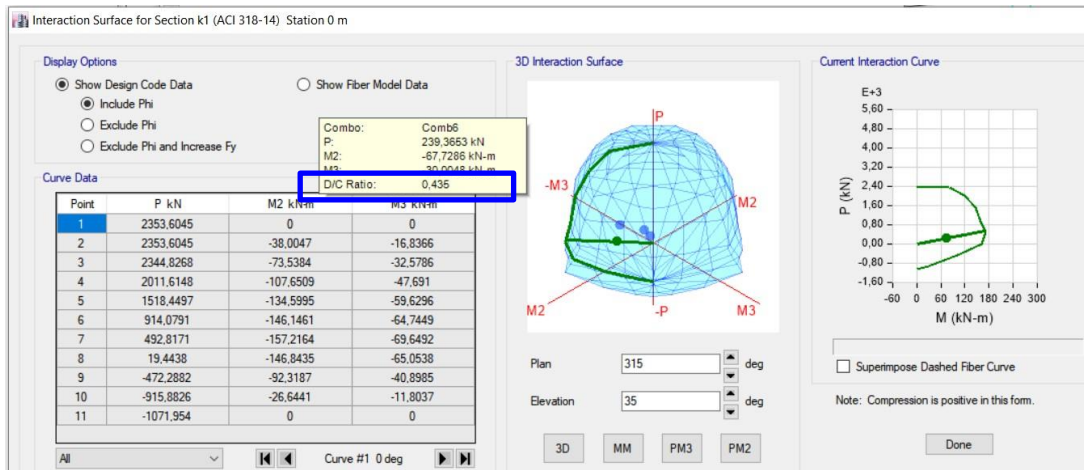 Interaction Surface for Section k1 (ACI 318-14) Station 0 m
Display Options
Show Design Code Data
Show Fiber Model Data
Include Phi
Exclude Phi
Exclude Phi and Increase Fy
Combo: Comb6
P: 239,3653 kN
M2: -67,7286 kN-m
M3: -30,0048 kN-m
D/C Ratio: 0,435
Curve Data
Point P kN M2 kN-m M3 kN-m
1 2353,6045 0 0
2 2353,6045 -38,0047 -16,8366
3 2344,8268 -73,5384 -32,5786
4 2011,6148 -107,6509 -47,691
5 1518,4497 -134,5995 -59,6296
6 914,0791 -146,1461 -64,7449
7 492,8171 -157,2164 -69,6492
8 19,4438 -146,8435 -65,0538
9 -472,2882 -92,3187 -40,8985
10 -915,8826 -26,6441 -11,8037
11 -1071,954 0 0
All
Curve #1 0 deg
3D Interaction Surface
P
-M3
M2
M2
-P
M3
Plan 315 deg
Elevation 35 deg
3D MM PM3 PM2
Current Interaction Curve
E+3
5,60
4,80
4,00
3,20
2,40
1,60
0,80
0,00
-0,80
-1,60
P (kN)
-60 0 60 120 180 240 300
M (kN-m)
Superimpose Dashed Fiber Curve
Note: Compression is positive in this form.
Done